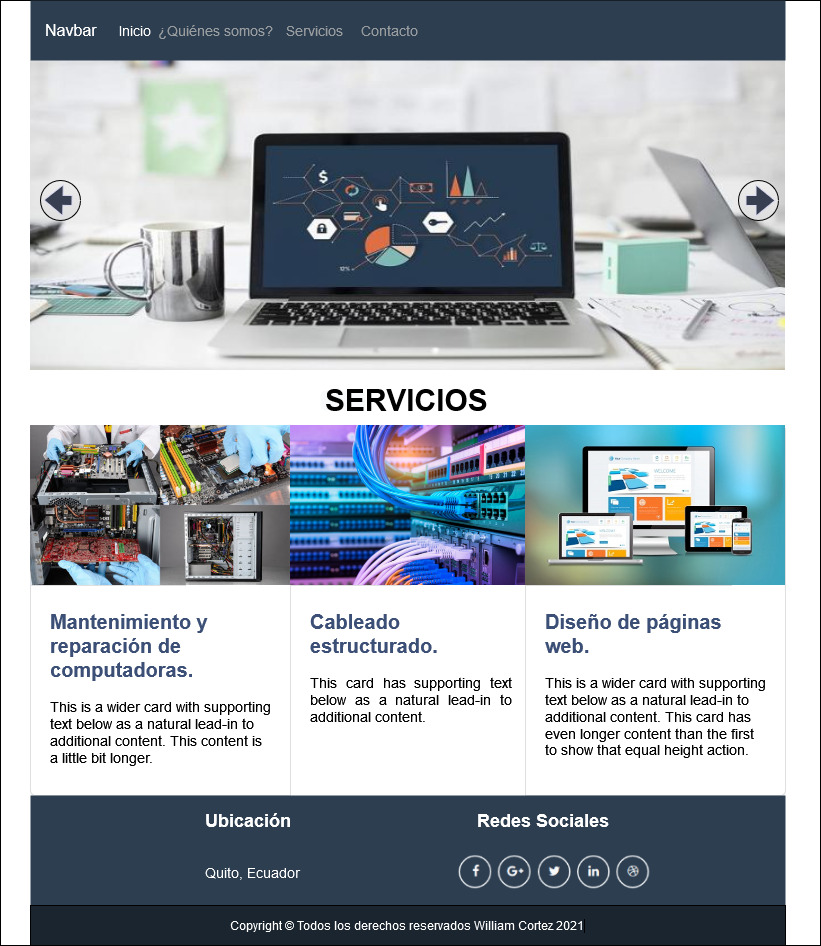 Navbar Inicio ¿Quiénes somos? Servicios Contacto
$
12%
SERVICIOS
WELCOME
Mantenimiento y
reparación de
computadoras.
This is a wider card with supporting
text below as a natural lead-in to
additional content. This content is
a little bit longer.
Cableado
estructurado.
This card has supporting text
below as a natural lead-in to
additional content.
Diseño de páginas
web.
This is a wider card with supporting
text below as a natural lead-in to
additional content. This card has
even longer content than the first
to show that equal height action.
Ubicación
Redes Sociales
Quito, Ecuador
f G+ in
Copyright © Todos los derechos reservados William Cortez 2021